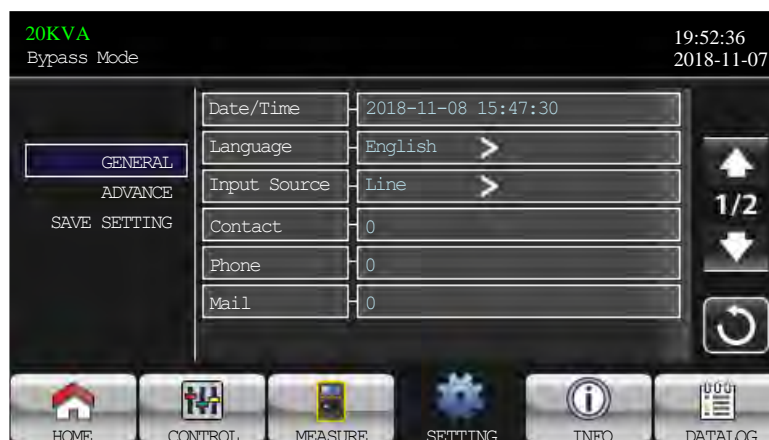 20KVA
Bypass Mode
19:52:36
2018-11-07
GENERAL
ADVANCE
SAVE SETTING
Date/Time 2018-11-08 15:47:30
Language English >
Input Source Line >
Contact 0
Phone 0
Mail 0
1/2
HOME CONTROL MEASURE SETTING INFO DATALOG